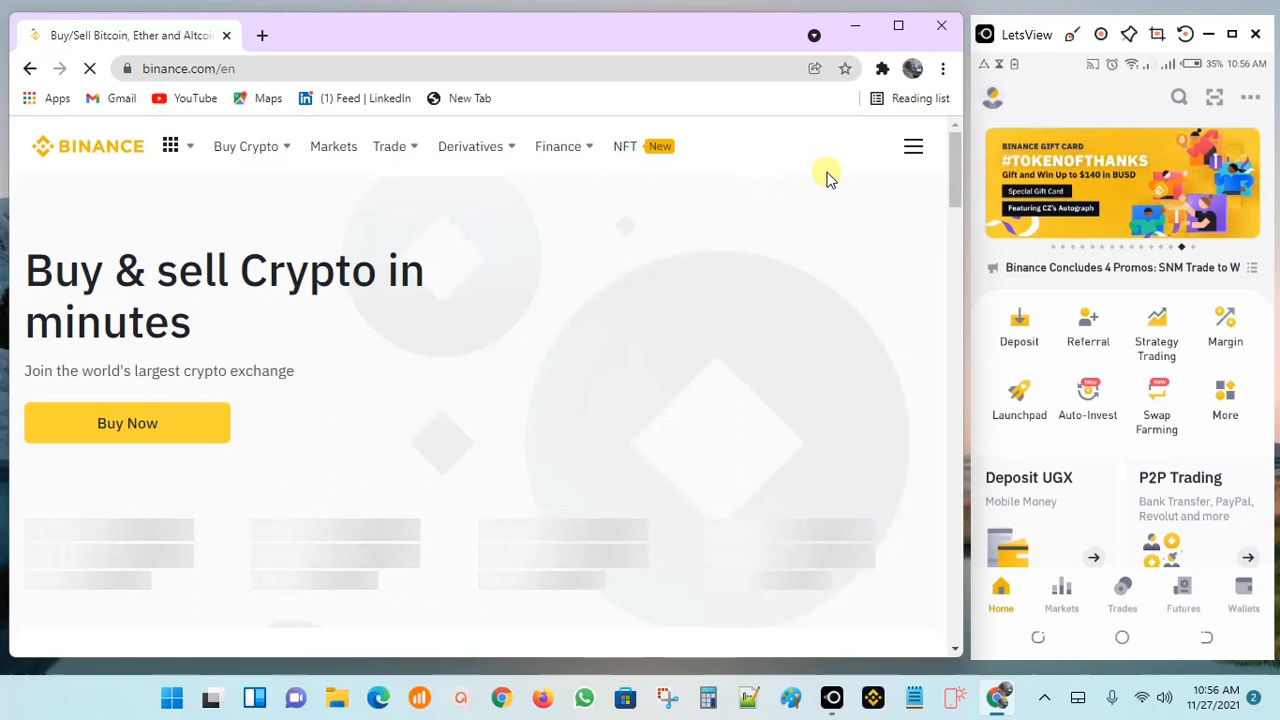 Buy/Sell Bitcoin, Ether and Altcoi
binance.com/en
Apps
Gmail
YouTube
Maps
(1) Feed | LinkedIn
New Tab
Reading list
BINANCE
Buy Crypto
Markets
Trade
Derivatives
Finance
NFT
New
Buy & sell Crypto in
minutes
Join the world's largest crypto exchange
Buy Now
LetsView
35% 10:56 AM
BINANCE GIFT CARD
#TOKENOFTHANKS
Gift and Win Up to $140 in BUSD
Special Gift Card
Featuring CZ's Autograph
Binance Concludes 4 Promos: SNM Trade to W
Deposit
Referral
Strategy
Trading
Margin
New
New
Launchpad
Auto-Invest
Swap
Farming
More
Deposit UGX
Mobile Money
P2P Trading
Bank Transfer, PayPal,
Revolut and more
Home
Markets
Trades
Futures
Wallets
10:56 AM
11/27/2021
2